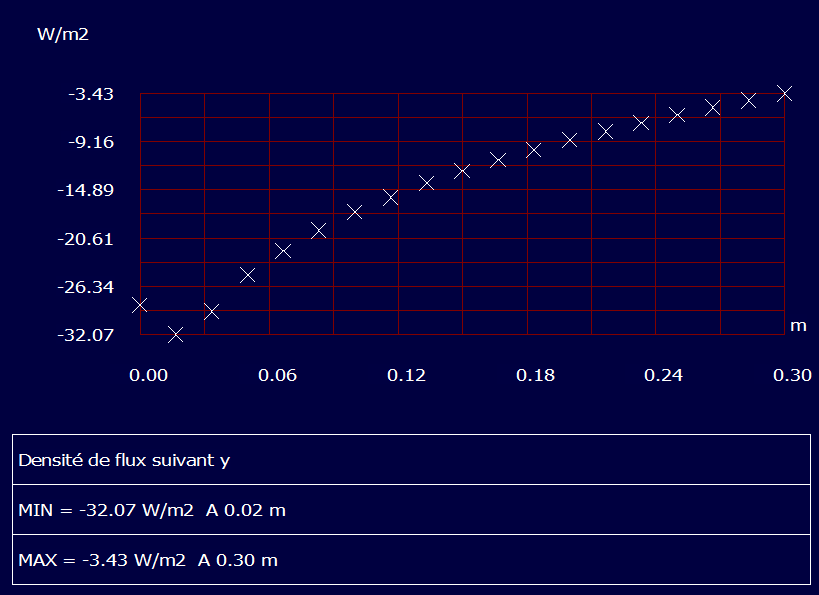 W/m2
-3.43
-9.16
-14.89
-20.61
-26.34
-32.07
m
0.00 0.06 0.12 0.18 0.24 0.30
Densité de flux suivant y
MIN = -32.07 W/m2 A 0.02 m
MAX = -3.43 W/m2 A 0.30 m